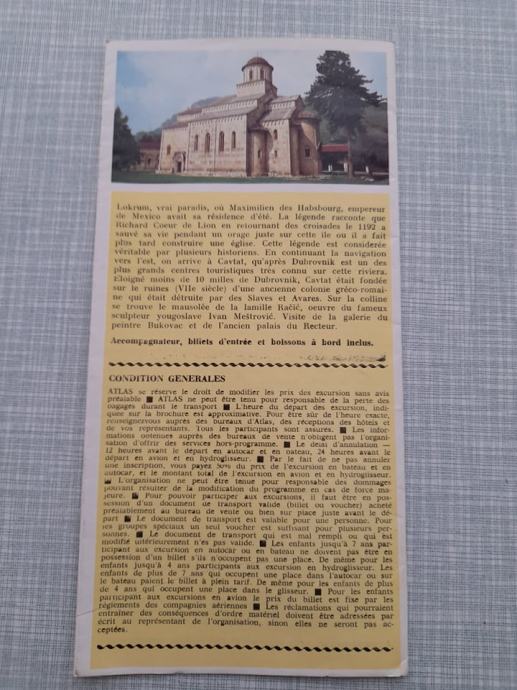 Lokrum, vrai paradis, où Maximilien des Habsbourg, empereur
de Mexico avait sa résidence d'été. La légende raconte que
Richard Coeur de Lion en retournant des croisades le 1192 a
sauvé sa vie pendant un orage juste sur cette île ou il a fait
plus tard construire une église. Cette légende est considerée
véritable par plusieurs historiens. En continuant la navigation
vers l'est, on arrive à Cavtat, qu'après Dubrovnik est un des
plus grands centres touristiques très connu sur cette riviera.
Eloigné moins de 10 milles de Dubrovnik, Cavtat était fondée
sur le ruines (VIIe siècle) d'une ancienne colonie gréco-romai-
ne qui était détruite par des Slaves et Avares. Sur la colline
se trouve le mausolée de la lamille Račić, oeuvre du fameux
sculpteur yougoslave Ivan Meštrović. Visite de la galerie du
peintre Bukovac et de l'ancien palais du Recteur.
Accompagnateur, biliets d'entrée et boissons à bord inclus.
CONDITION GENERALES
ATLAS se réserve le droit de modifier les prix des excursion sans avis
préalable ■ ATLAS ne peut être tenu pour responsable de la perte des
bagages durant le transport ■ L'heure du départ des excursion, indi-
quée sur la brochure est approximative. Pour être sûr de l'heure exacte,
renseignervous auprès des bureaux d'Atlas, des réceptions des hôtels et
de vos représentants. Tous les participants sont assurés. ■ Les infor-
mations obtenues auprès des bureaux de vente n'obligent pas l'organi-
sation d'offrir des services hors-programme. ■ Le délai d'annulation —
12 heures avant le départ en autocar et en bateau, 24 heures avant le
départ en avion et en hydroglisseur. ■ Par le fait de ne pas annuler
une inscription, vous payez 50% du prix de l'excursion en bateau et en
autocar, et le montant total de l'excursion en avion et en hydroglisseur.
■ L'organisation ne peut être tenue pour responsable des dommages
pouvant résulter de la modification du programme en cas de force ma-
jeure. ■ Pour pouvoir participer aux excursions, il faut être en pos-
session d'un document de transport valide (billet ou voucher) acheté
préalablement au bureau de vente ou bien sur place juste avant le dé-
part ■ Le document de transport est valable pour une personne. Pour
les groupes spéciaux un seul voucher est suffisant pour plusieurs per-
sonnes. ■ Le document de transport qui est mal rempli ou qui est
modifié intérieurement n'es pas valide. ■ Les enfants jusqu'à 7 ans par-
ticipant aux excursion en autocar ou en bateau ne doivent pas être en
possession d'un billet s'ils n'occupent pas une place. De même pour les
enfants jusqu'à 4 ans participants aux excursion en hydroglisseur. Les
enfants de plus de 7 ans qui occupent une place dans l'autocar ou sur
le bateau paient le billet à plein tarif. De même pour les enfants de plus
de 4 ans qui occupent une place dans le glisseur. ■ Pour les enfants
participant aux excursions en avion le prix du billet est fixe par les
règlements des compagnies aériennes ■ Les réclamations qui pourraient
entraîner des conséquences d'ordre matériel doivent être adressées par
écrit au représentant de l'organisation, sinon elles ne seront pas ac-
ceptées.